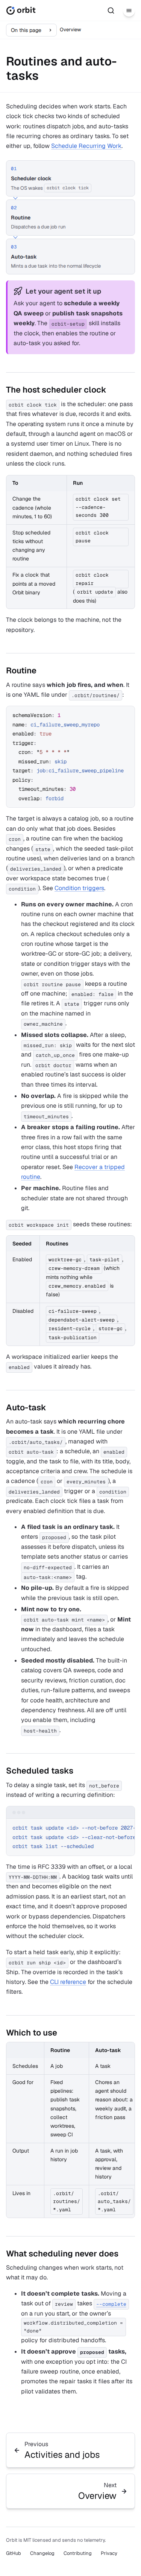 orbit
On this page
Overview
Routines and auto-
tasks
Scheduling decides when work starts. Each
tick check two kinds of scheduled
work: routines dispatch jobs, and auto-tasks
file recurring chores as ordinary tasks. To set
either up, follow Schedule Recurring Work.
01
Scheduler clock
The OS wakes orbit clock tick
02
Routine
Dispatches a due job run
03
Auto-task
Mints a due task into the normal lifecycle
Let your agent set it up
Ask your agent to schedule a weekly
QA sweep or publish task snapshots
weekly. The orbit-setup skill installs
the clock, then enables the routine or
auto-task you asked for.
The host scheduler clock
orbit clock tick is the scheduler: one pass
that fires whatever is due, recorded durably. The
operating system runs it once a minute by
default, through a launchd agent on macOS or
a systemd timer on Linux. There is no
resident daemon, and nothing scheduled fires
unless the clock runs.
To
Run
Change the
cadence (whole
minutes, 1 to 60)
orbit clock set
--cadence-
seconds 300
Stop scheduled
ticks without
changing any
routine
orbit clock
pause
Fix a clock that
points at a moved
Orbit binary
orbit clock
repair
( orbit update also
does this)
The clock belongs to the machine, not the
repository.
Routine
A routine says which job fires, and when. It
is one YAML file under .orbit/routines/ :
schemaVersion: 1
name: ci_failure_sweep_myrepo
enabled: true
trigger:
cron: "5 * * * *"
missed_run: skip
target: job:ci_failure_sweep_pipeline
policy:
timeout_minutes: 30
overlap: forbid
The target is always a catalog job, so a routine
can do only what that job does. Besides
cron , a routine can fire when the backlog
changes ( state , which the seeded task-pilot
routine uses), when deliveries land on a branch
( deliveries_landed ), or when a predicate
over workspace state becomes true (
condition ). See Condition triggers.
Runs on every owner machine. A cron
routine runs on every owner machine that
has the clock and the checkout registered.
In a replica checkout routine schedules only
a routine whose target is the
worktree-GC or store-GC job; a delivery,
state or condition trigger stays with the
owner, even on those jobs.
orbit routine pause keeps a routine
off one machine; enabled: false in the
file retires it. A state trigger runs only
on the machine named in
owner_machine .
Missed slots collapse. After a sleep,
missed_run: skip waits for the next slot
and catch_up_once fires one make-up
run. orbit doctor warns when an
enabled routine's last success is older than
three times its interval.
No overlap. A fire is skipped while the
previous one is still running, for up to
timeout_minutes .
A breaker stops a failing routine. After
three fires in a row fail with the same
error class, this host stops firing that
routine until a successful trial or an
operator reset. See Recover a tripped
routine.
Per machine. Routine files and
checkout state are not shared through
git.
orbit workspace init seeds these routines:
Seeded
Routines
Enabled
worktree-gc , task-pilot ,
crew-memory-dream (which
mints nothing while
crew_memory.enabled is
false)
Disabled
ci-failure-sweep ,
dependabot-alert-sweep ,
resident-cycle , store-gc ,
task-publication
A workspace initialized earlier keeps the
enabled values it already has.
Auto-task
An auto-task says which recurring chore
becomes a task. It is one YAML file under
.orbit/auto_tasks/ , managed with
orbit auto-task : a schedule, an enabled
toggle, and the task to file, with its title, body,
acceptance criteria and crew. The schedule is
a cadence ( cron or every_minutes ), a
deliveries_landed trigger or a condition
predicate. Each clock tick files a task from
every enabled definition that is due.
A filed task is an ordinary task. It
enters proposed , so the task pilot
assesses it before anyone picks it up,
unless its template sets initial status or carries
no-diff-expected . It carries an
auto-task:<name> tag.
No pile-up. By default a fire is skipped
while the previous task is still open.
Mint now to try one.
orbit auto-task mint <name> , or Mint
now in the dashboard, files a task
immediately and leaves the schedule
untouched.
Seeded mostly disabled. The built-in
catalog covers QA sweeps, code and
security reviews, friction curation, doc
duties, run-failure patterns, and reviews
for code health, architecture and
dependency freshness. All are off until
you enable them, including
host-health .
Scheduled tasks
To delay a single task, set its not_before
instead of writing a recurring definition:
orbit task update <id> --not-before 2027-
orbit task update <id> --clear-not-before
orbit task list --scheduled
The time is RFC 3339 with an offset, or a local
YYYY-MM-DDTHH:MM . A backlog task waits until
then and becomes eligible on the next
admission pass. It stays visible and editable,
and it does not block tasks in other statuses
or satisfy dependencies. Dispatchers
enforce the hold themselves, so it works
without the scheduler clock.
To start a held task early, ship it explicitly:
orbit run ship <id> or the dashboard's
Ship. The override is recorded in the task's
history. See the CLI reference for the schedule
filters.
Which to use
Routine
Auto-task
Schedules
A job
A task
Good for
Fixed
pipelines:
publish task
snapshots,
collect
worktrees,
sweep CI
Chores an
agent should
reason about: a
weekly audit, a
friction pass
Output
A run in job
history
A task, with
approval,
review and
history
Lives in
.orbit/
routines/
*.yaml
.orbit/
auto_tasks/
*.yaml
What scheduling never does
Scheduling changes when work starts, not
what it may do.
It doesn't complete tasks. Moving a
task out of review takes --complete
on a run you start, or the owner's
workflow.distributed_completion =
"done"
policy for distributed handoffs.
It doesn't approve proposed tasks,
with one exception you opt into: the CI
failure sweep routine, once enabled,
promotes the repair tasks it files after its
pilot validates them.
Previous
Activities and jobs
Next
Overview
Orbit is MIT licensed and sends no telemetry.
GitHub Changelog Contributing Privacy